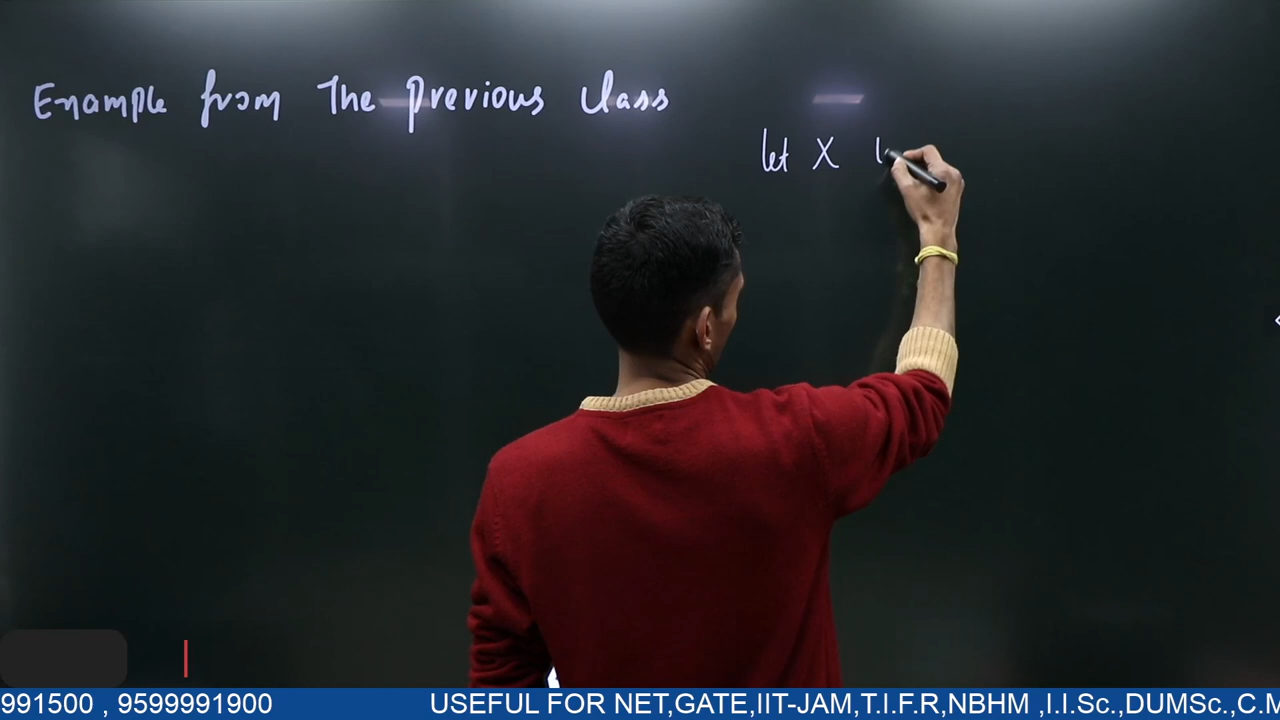 Example from The previous class
let X
991500 , 9599991900 USEFUL FOR NET,GATE,IIT-JAM,T.I.F.R,NBHM ,I.I.Sc.,DUMSc.,C.M